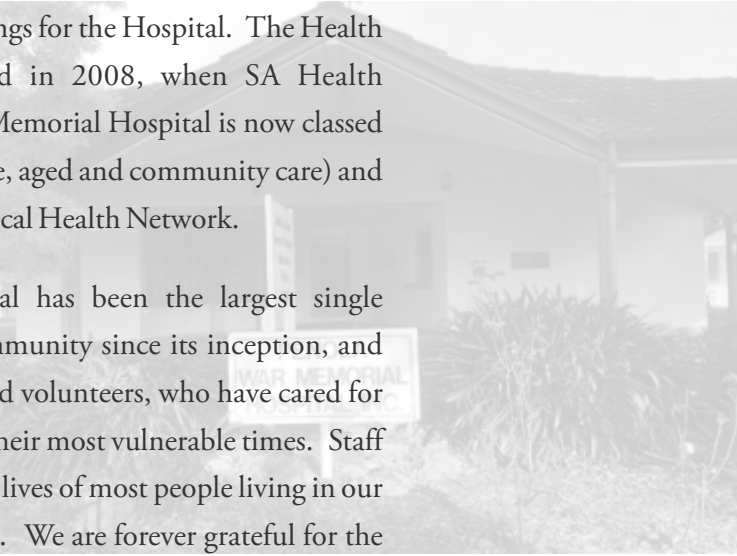 ngs for the Hospital. The Health
d in 2008, when SA Health
Memorial Hospital is now classed
e, aged and community care) and
cal Health Network.
al has been the largest single
mmunity since its inception, and
d volunteers, who have cared for
heir most vulnerable times. Staff
lives of most people living in our
. We are forever grateful for the
PENOLA
WAR MEMORIAL
HOSPITAL INC.